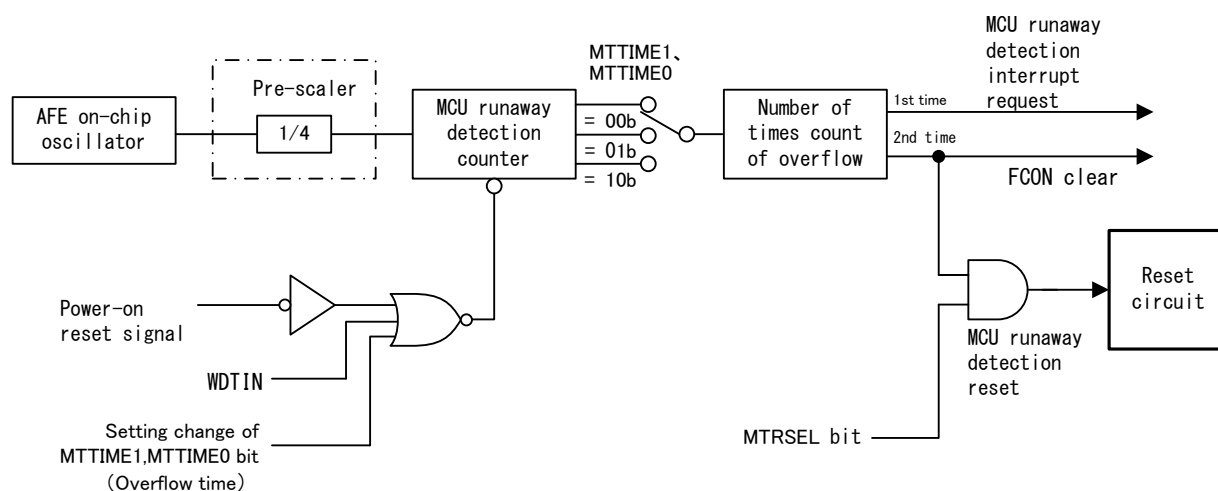 MCU runaway
detection
interrupt
request
MTTIME1、
MTTIME0
Pre-scaler
AFE on-chip
oscillator
1/4
MCU runaway
detection
counter
= 00b
= 01b
= 10b
Number of
times count
of overflow
1st time
2nd time
FCON clear
Power-on
reset signal
WDTIN
Setting change of
MTTIME1,MTTIME0 bit
(Overflow time)
Reset
circuit
MCU runaway
detection
reset
MTRSEL bit